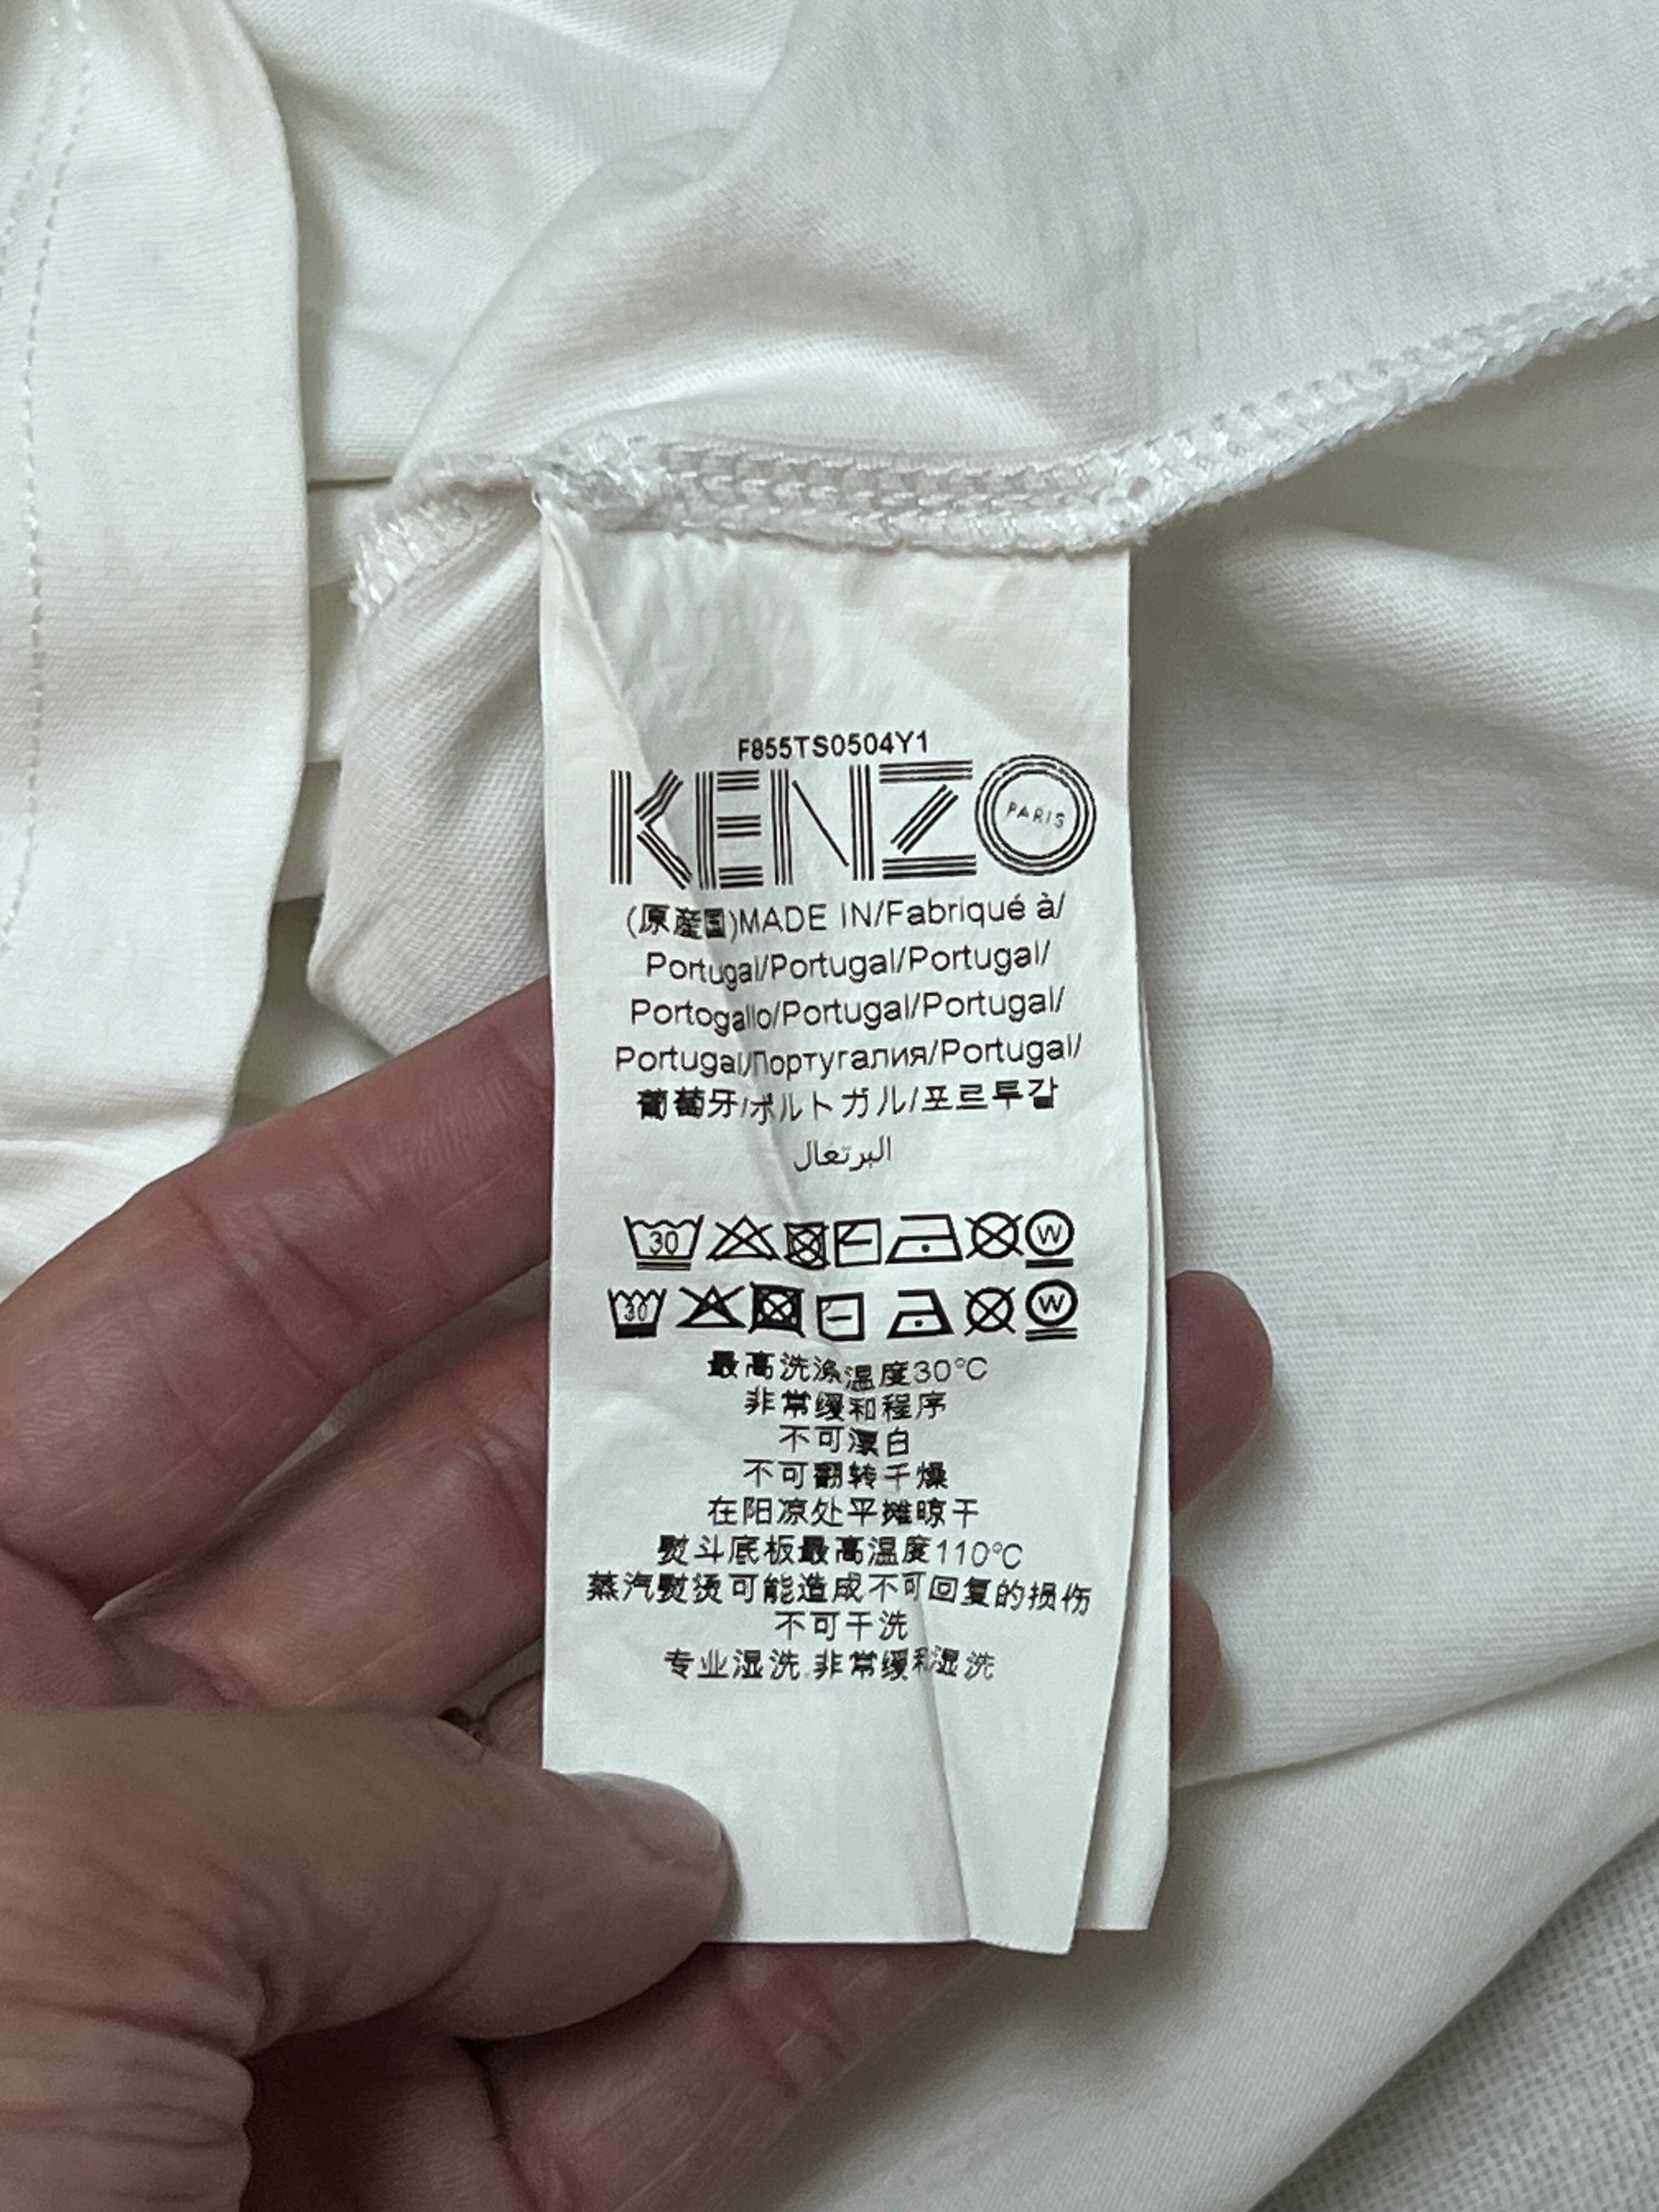 F855TS0504Y1
KENZO
PARIS
(原産国)MADE IN/Fabriqué à/
Portugal/Portugal/Portugal/
Portogallo/Portugal/Portugal/
Portugal/Португалия/Portugal/
葡萄牙/ポルトガル/포르투갈
البرتغال
30 W
30 W
最高洗涤温度30°C
非常缓和程序
不可漂白
不可翻转干燥
在阴凉处平摊晾干
熨斗底板最高温度110°C
蒸汽熨烫可能造成不可回复的损伤
不可干洗
专业湿洗 非常缓和湿洗